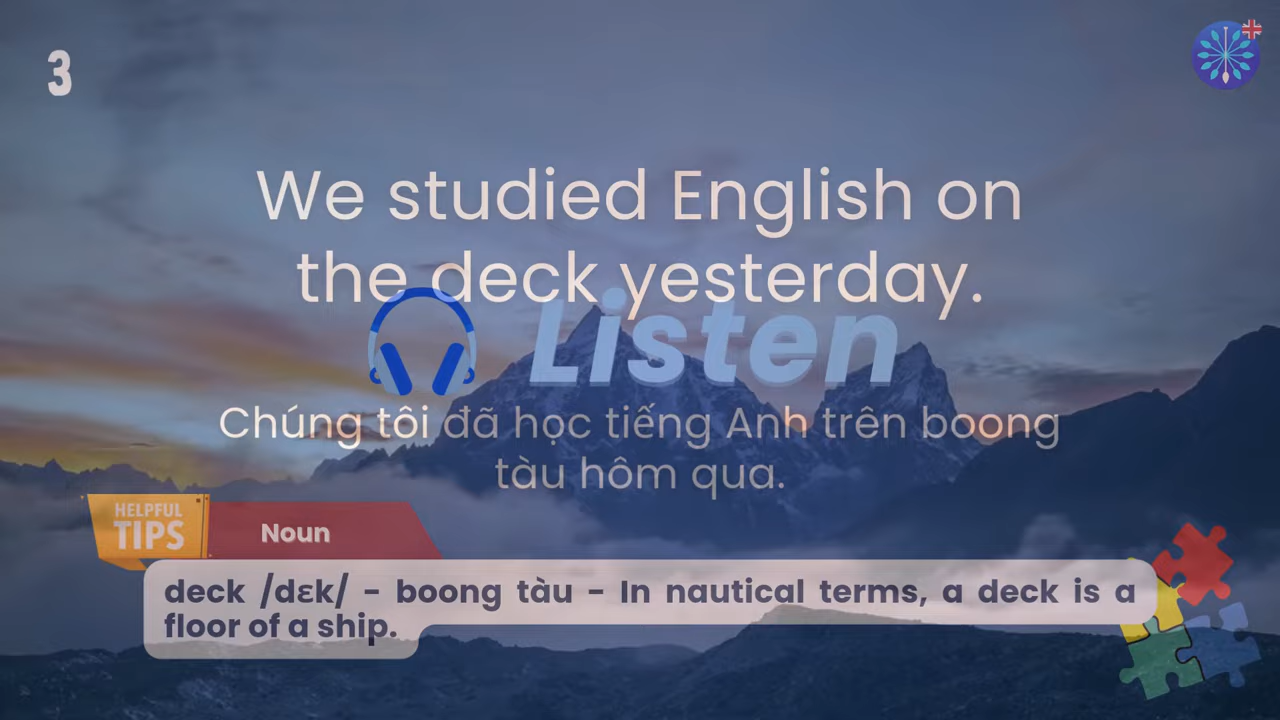 3
We studied English on
the deck yesterday.
Listen
Chúng tôi đã học tiếng Anh trên boong
tàu hôm qua.
HELPFUL
TIPS
Noun
deck /dɛk/ - boong tàu - In nautical terms, a deck is a
floor of a ship.